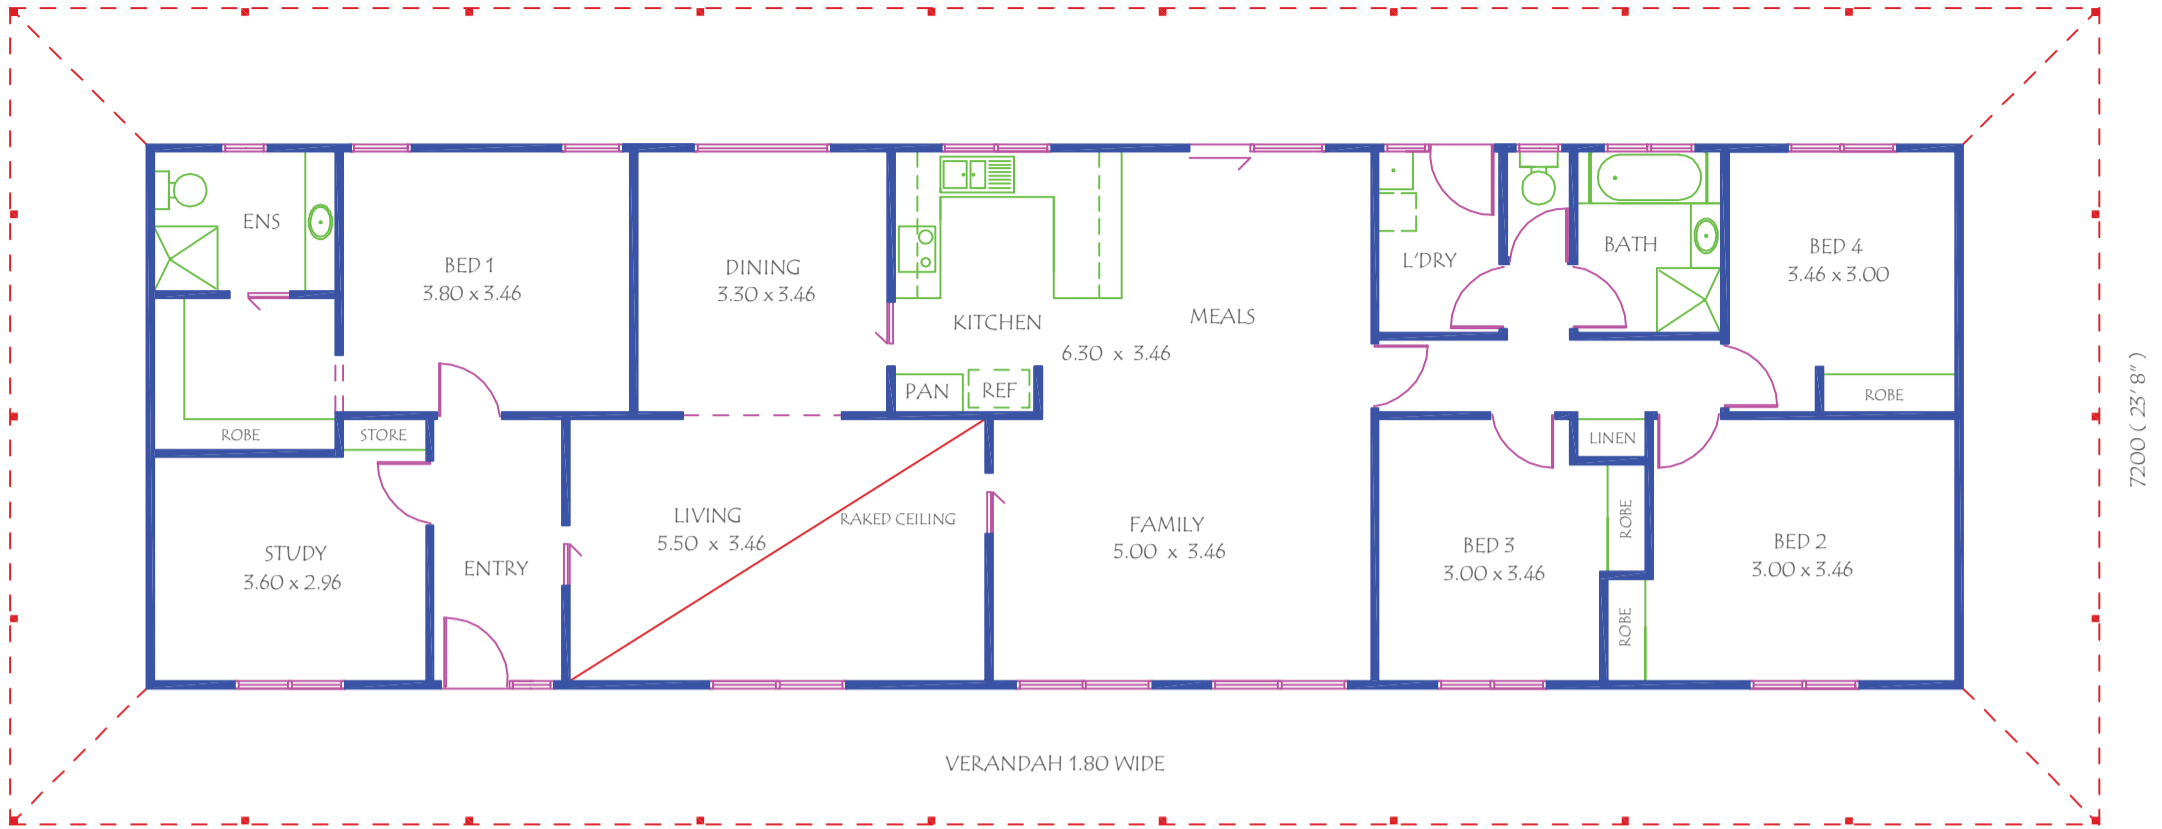 ENS
BED 1
3.80 x 3.46
DINING
3.30 x 3.46
KITCHEN
MEALS
6.30 x 3.46
PAN
REF
L'DRY
BATH
BED 4
3.46 x 3.00
ROBE
ROBE
STORE
LINEN
STUDY
3.60 x 2.96
ENTRY
LIVING
5.50 x 3.46
RAKED CEILING
FAMILY
5.00 x 3.46
BED 3
3.00 x 3.46
ROBE
ROBE
BED 2
3.00 x 3.46
VERANDAH 1.80 WIDE
7200 ( 23' 8" )